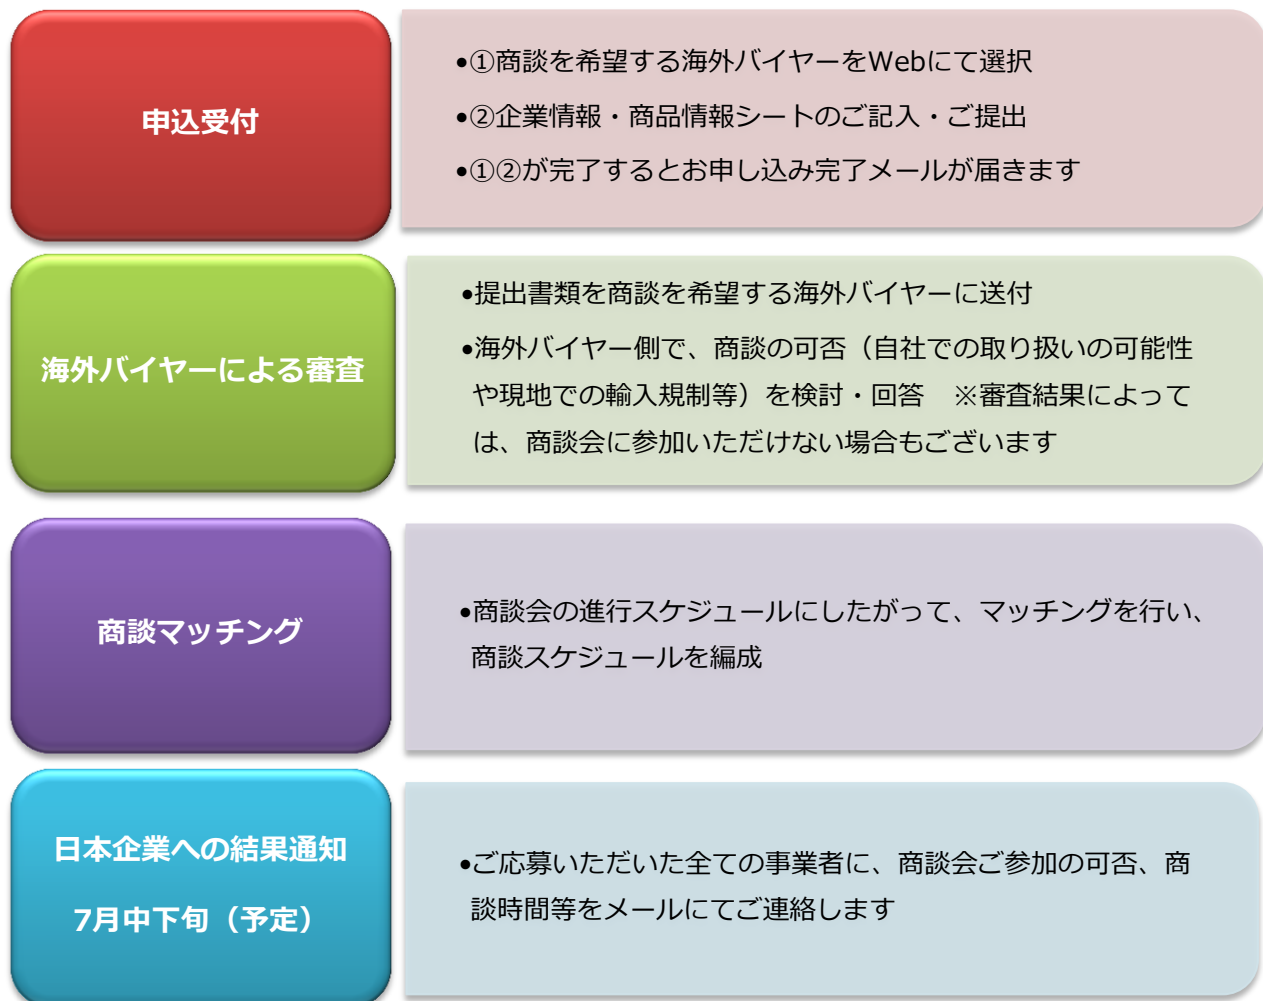 申込受付
•①商談を希望する海外バイヤーをWebにて選択
•②企業情報・商品情報シートのご記入・ご提出
•①②が完了するとお申し込み完了メールが届きます
海外バイヤーによる審査
•提出書類を商談を希望する海外バイヤーに送付
•海外バイヤー側で、商談の可否（自社での取り扱いの可能性
や現地での輸入規制等）を検討・回答　※審査結果によって
は、商談会に参加いただけない場合もございます
商談マッチング
•商談会の進行スケジュールにしたがって、マッチングを行い、
商談スケジュールを編成
日本企業への結果通知
7月中下旬（予定）
•ご応募いただいた全ての事業者に、商談会ご参加の可否、商
談時間等をメールにてご連絡します